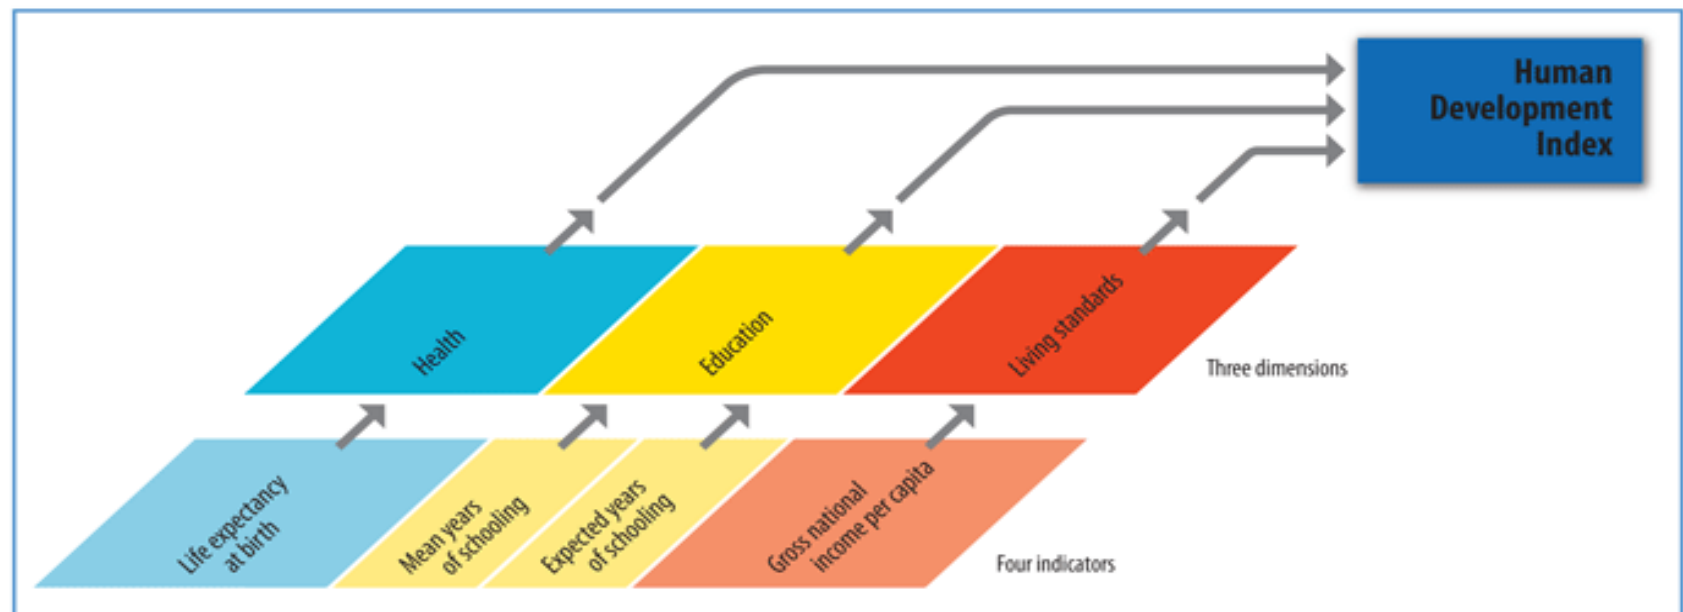 Human
Development
Index
Health
Education
Living standards
Three dimensions
Life expectancy
at birth
Mean years
of schooling
Expected years
of schooling
Gross national
income per capita
Four indicators